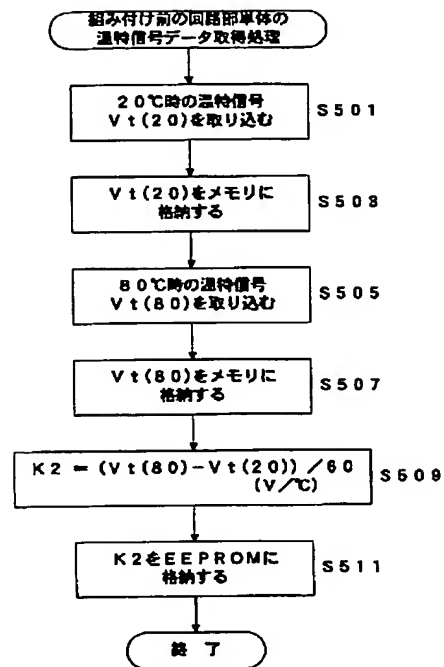 組み付け前の回路部単体の
温特信号データ取得処理
20℃時の温特信号
Vt(20)を取り込む
S501
Vt(20)をメモリに
格納する
S503
80℃時の温特信号
Vt(80)を取り込む
S505
Vt(80)をメモリに
格納する
S507
K2 = (Vt(80)-Vt(20))/60
(V/℃)
S509
K2をEEPROMに
格納する
S511
終 了